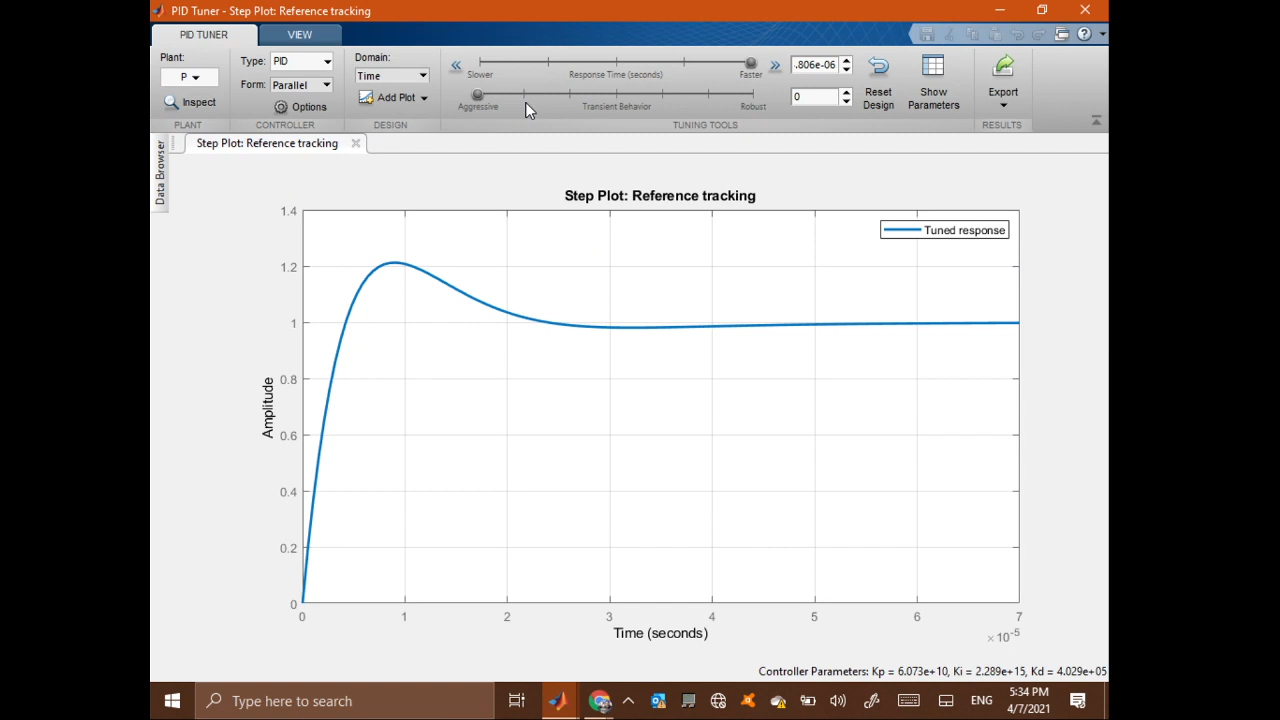 PID Tuner - Step Plot: Reference tracking
PID TUNER
VIEW
Plant:
P
Inspect
PLANT
Type: PID
Form: Parallel
Options
CONTROLLER
Domain:
Time
Add Plot
DESIGN
Slower
Response Time (seconds)
Faster
.806e-06
Aggressive
Transient Behavior
Robust
0
TUNING TOOLS
Reset
Design
Show
Parameters
Export
RESULTS
Data Browser
Step Plot: Reference tracking
Step Plot: Reference tracking
Tuned response
1.4
1.2
1
0.8
0.6
0.4
0.2
0
Amplitude
0 1 2 3 4 5 6 7
Time (seconds)
×10-5
Controller Parameters: Kp = 6.073e+10, Ki = 2.289e+15, Kd = 4.029e+05
Type here to search
ENG
5:34 PM
4/7/2021